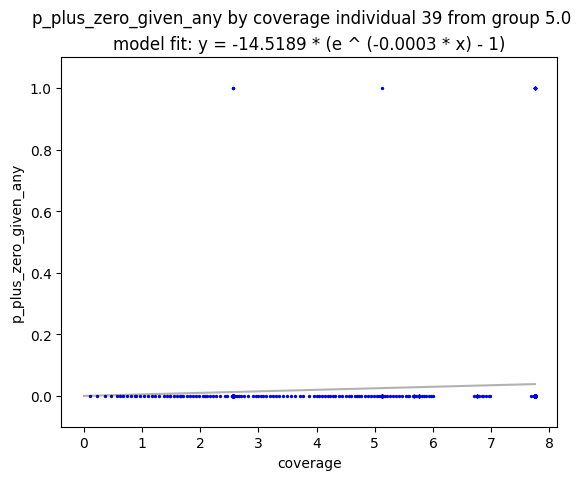 p_plus_zero_given_any by coverage individual 39 from group 5.0
model fit: y = -14.5189 * (e ^ (-0.0003 * x) - 1)
1.0
0.8
0.6
0.4
0.2
0.0
p_plus_zero_given_any
0 1 2 3 4 5 6 7 8
coverage